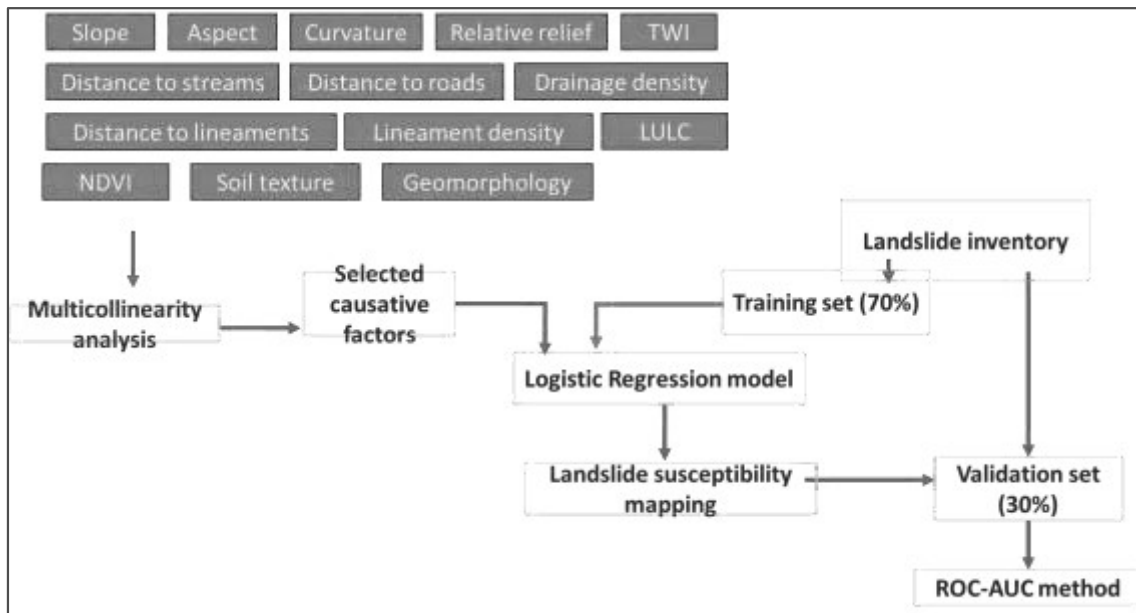 Slope Aspect Curvature Relative relief TWI
Distance to streams Distance to roads Drainage density
Distance to lineaments Lineament density LULC
NDVI Soil texture Geomorphology
Landslide inventory
Selected
causative
factors
Training set (70%)
Multicollinearity
analysis
Logistic Regression model
Landslide susceptibility
mapping
Validation set
(30%)
ROC-AUC method